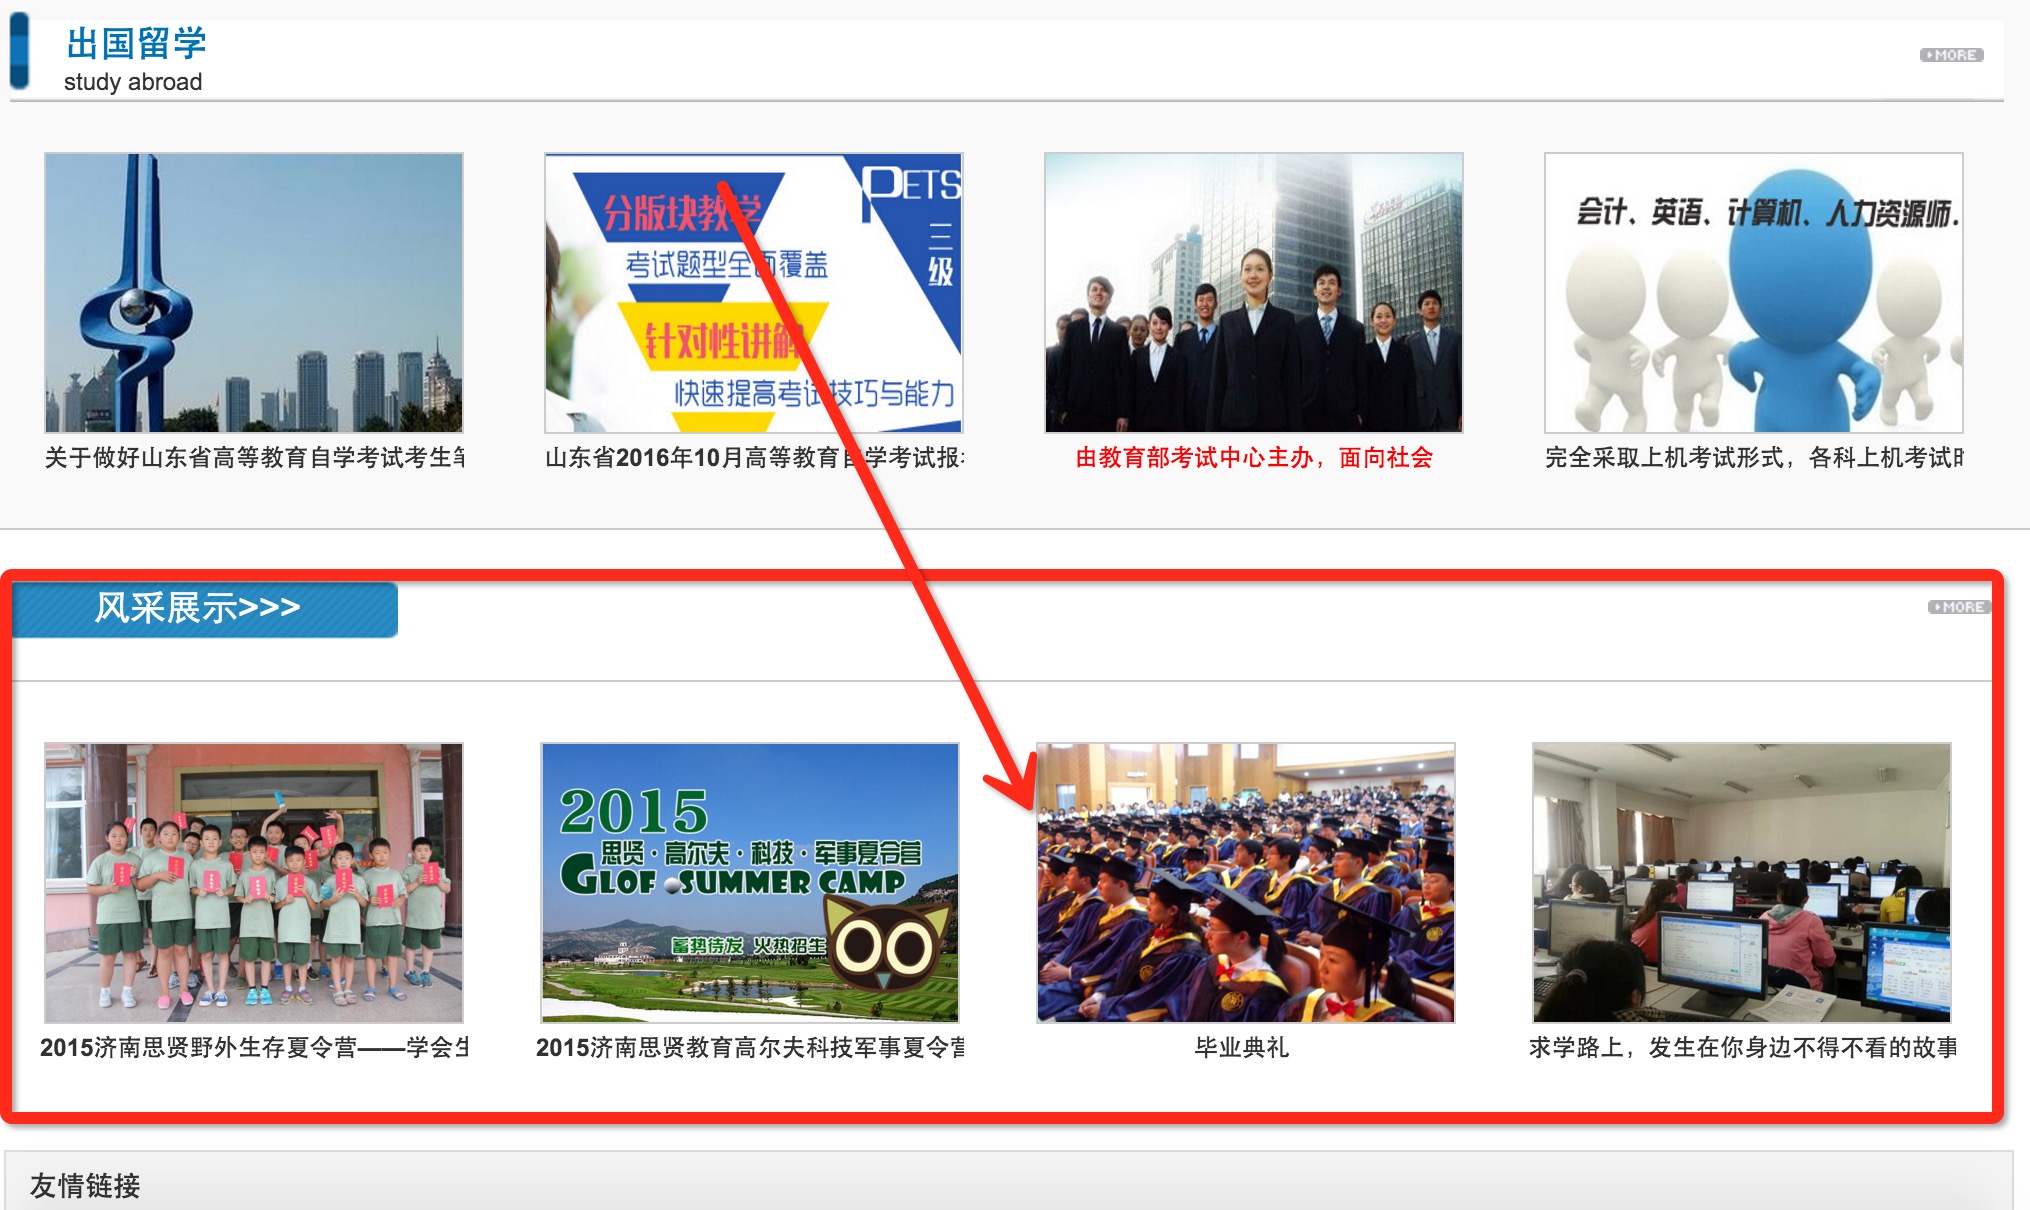 出国留学
study abroad
MORE
分版块教学
考试题型全面覆盖
针对性讲解
快速提高考试技巧与能力
PETS
三级
会计、英语、计算机、人力资源师.
关于做好山东省高等教育自学考试考生
山东省2016年10月高等教育自学考试报
由教育部考试中心主办，面向社会
完全采取上机考试形式，各科上机考试
风采展示>>>
MORE
2015
思贤·高尔夫·科技·军事夏令营
GLOF SUMMER CAMP
蓄势待发 火热招生
2015济南思贤野外生存夏令营——学会生
2015济南思贤教育高尔夫科技军事夏令营
毕业典礼
求学路上，发生在你身边不得不看的故事
友情链接